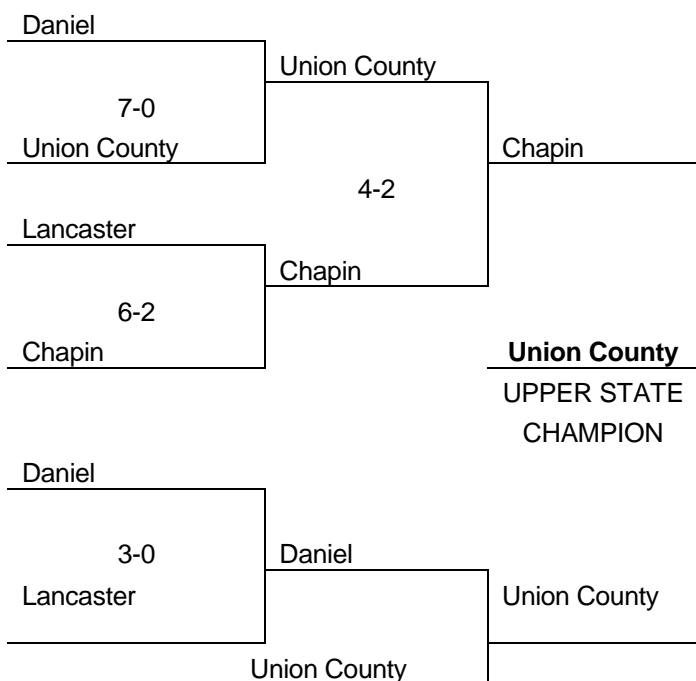 Daniel
Union County
7-0
Union County
Chapin
4-2
Lancaster
Chapin
6-2
Chapin
Union County
UPPER STATE
CHAMPION
Daniel
3-0
Daniel
Lancaster
Union County
Union County